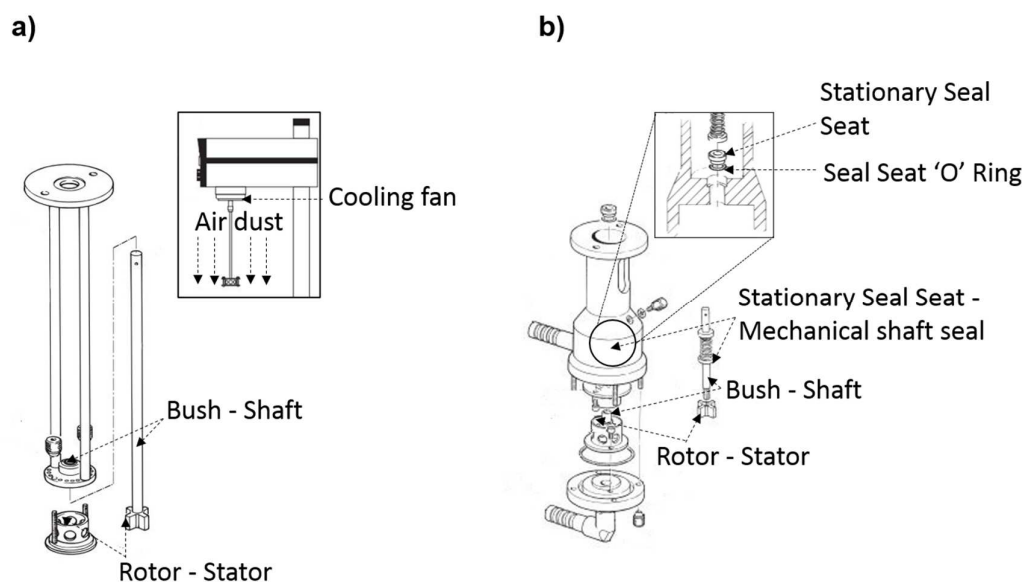 a)
Cooling fan
Air dust
Bush - Shaft
Rotor - Stator
b)
Stationary Seal
Seat
Seal Seat ‘O’ Ring
Stationary Seal Seat -
Mechanical shaft seal
Bush - Shaft
Rotor - Stator